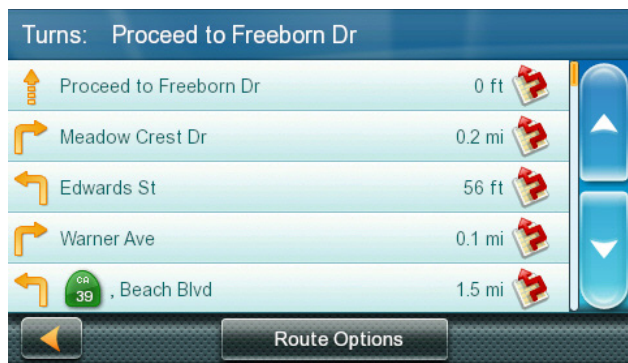 Turns: Proceed to Freeborn Dr
Proceed to Freeborn Dr 0 ft
Meadow Crest Dr 0.2 mi
Edwards St 56 ft
Warner Ave 0.1 mi
CA 39 , Beach Blvd 1.5 mi
Route Options